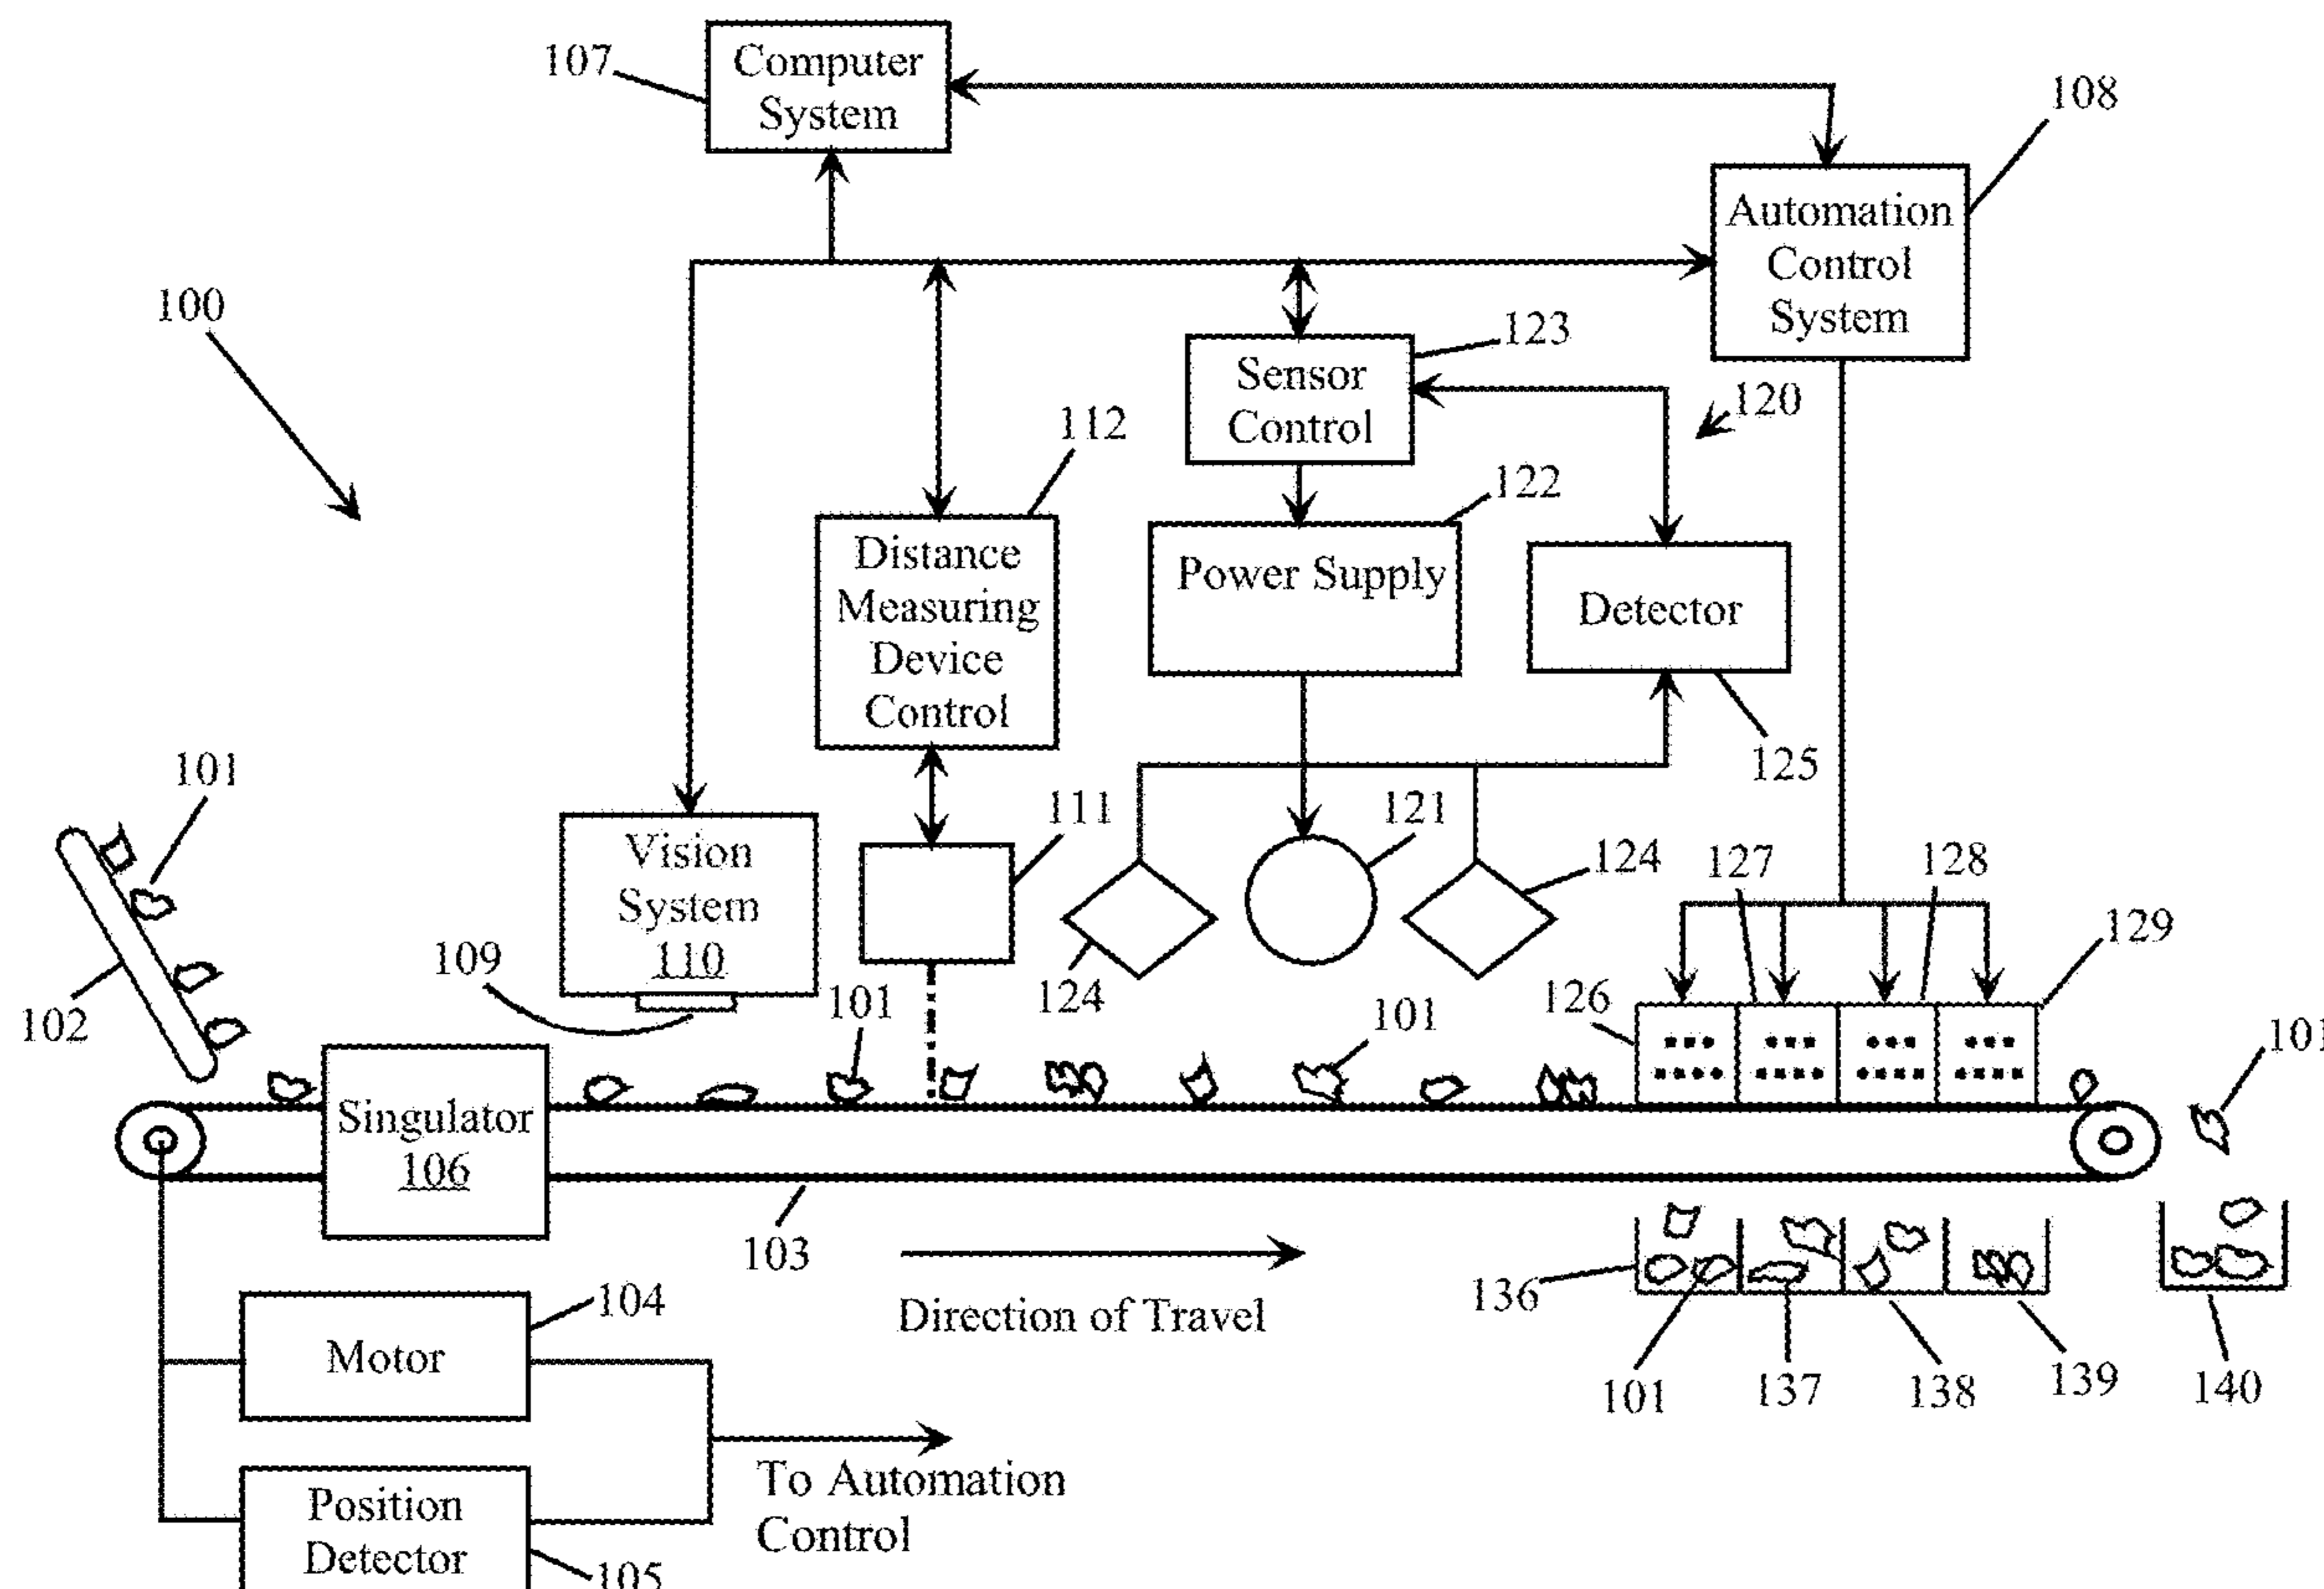 107
Computer
System
108
Automation
Control
System
100
123
Sensor
Control
120
112
122
Distance
Measuring
Device
Control
Power Supply
Detector
125
101
111
121
Vision
System
110
124
127
128
129
109
102
101
124
101
126
101
Singulator
106
103
136
Direction of Travel
104
Motor
101
137
138
139
140
To Automation
Control
Position
Detector
105